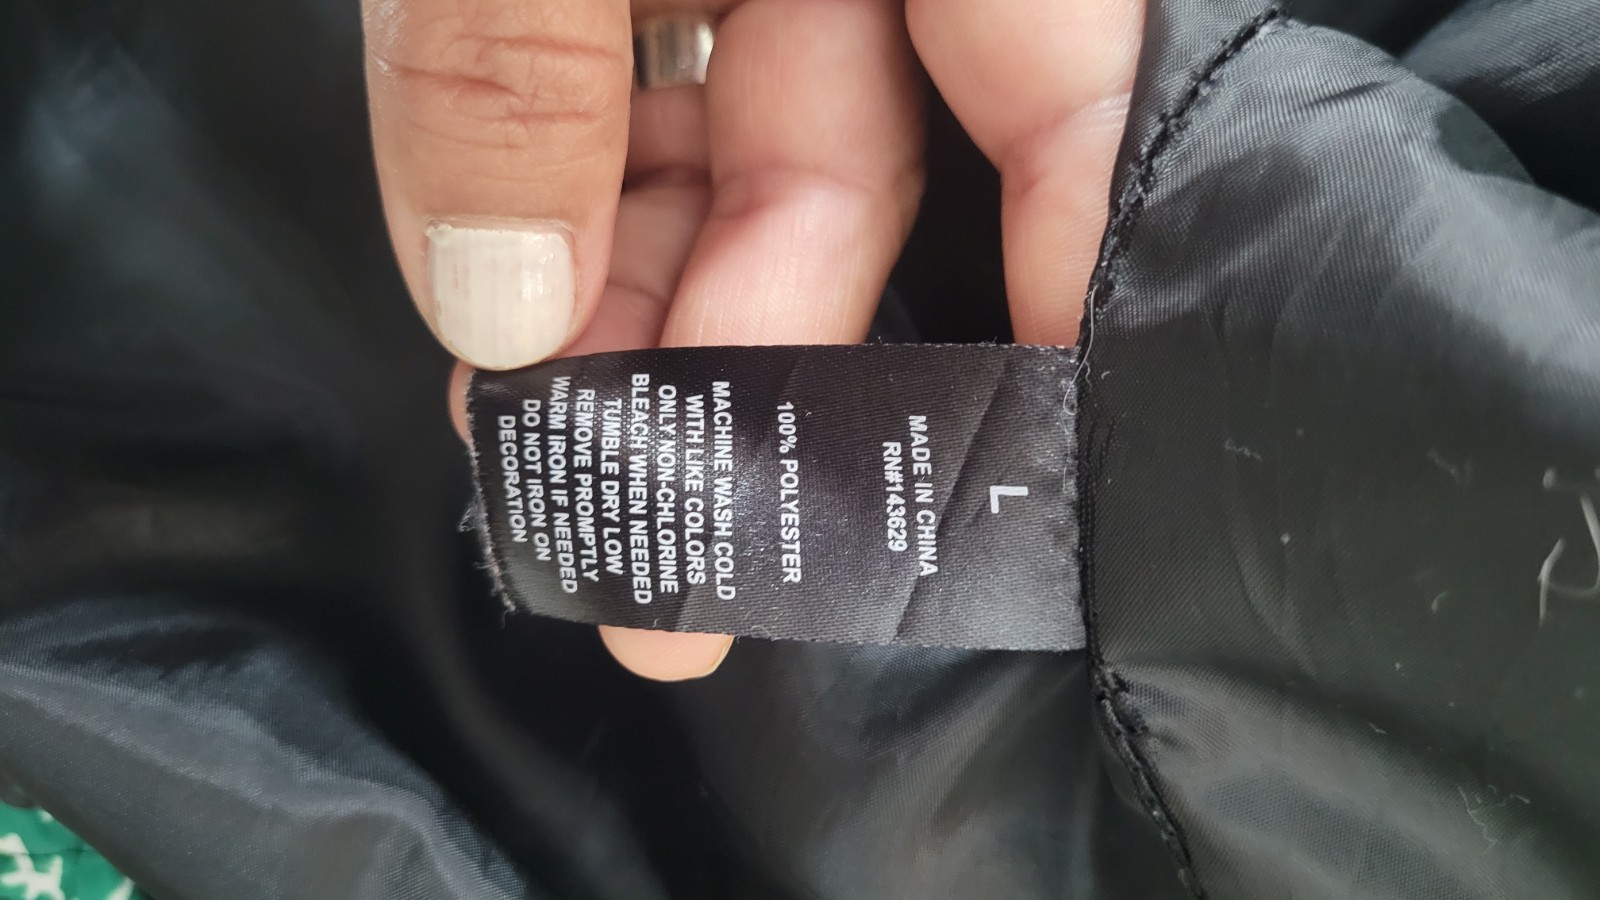 L
MADE IN CHINA
RN#143629
100% POLYESTER
MACHINE WASH COLD
WITH LIKE COLORS
ONLY NON-CHLORINE
BLEACH WHEN NEEDED
TUMBLE DRY LOW
REMOVE PROMPTLY
WARM IRON IF NEEDED
DO NOT IRON ON
DECORATION